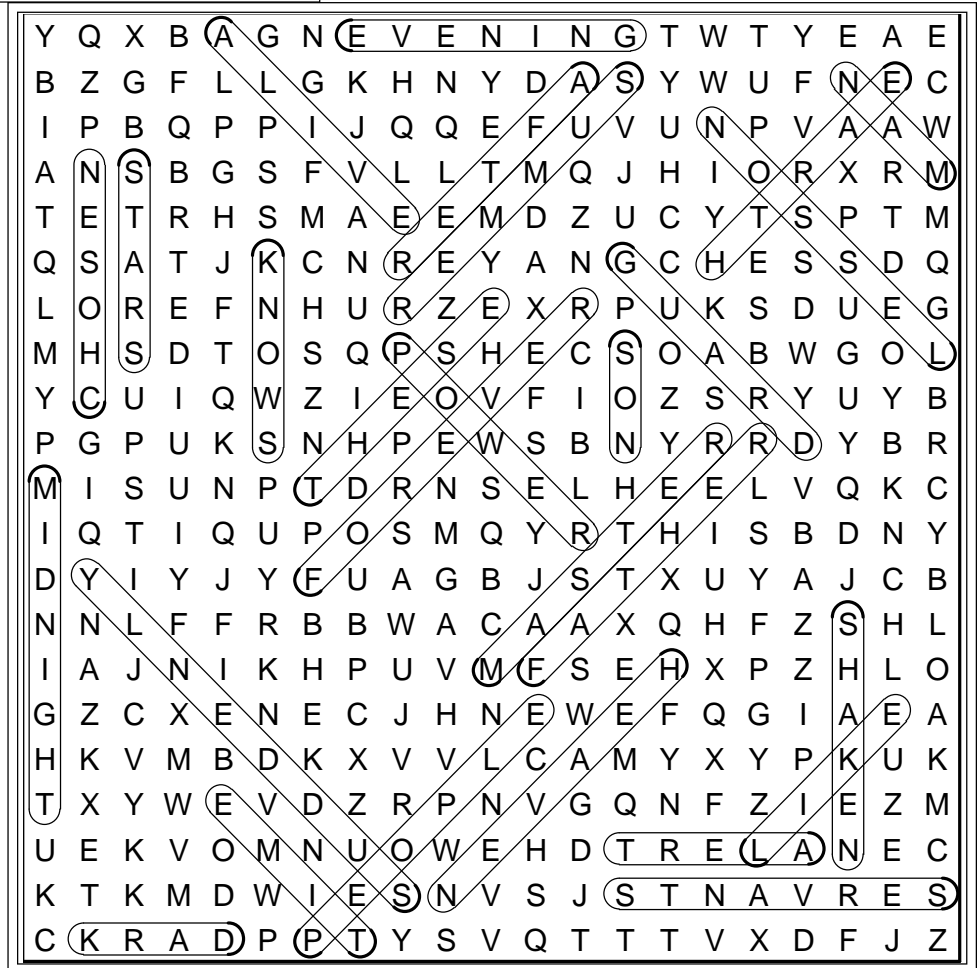 Y Q X B A G N E V E N I N G T W T Y E A E
B Z G F L L G K H N Y D A S Y W U F N E C
I P B Q P P I J Q Q E F U V U N P V A A W
A N S B G S F V L L T M Q J H I O R X R M
T E T R H S M A E E M D Z U C Y T S P T M
Q S A T J K C N R E Y A N G C H E S S D Q
L O R E F N H U R Z E X R P U K S D U E G
M H S D T O S Q P S H E C S O A B W G O L
Y C U I Q W Z I E O V F I O Z S R Y U Y B
P G P U K S N H P E W S B N Y R R D Y B R
M I S U N P T D R N S E L H E E L V Q K C
I Q T I Q U P O S M Q Y R T H I S B D N Y
D Y I Y J Y F U A G B J S T X U Y A J C B
N N L F F R B B W A C A A X Q H F Z S H L
I A J N I K H P U V M F S E H X P Z H L O
G Z C X E N E C J H N E W E F Q G I A E A
H K V M B D K X V V L C A M Y X Y P K U K
T X Y W E V D Z R P N V G Q N F Z I E Z M
U E K V O M N U O W E H D T R E L A N E C
K T K M D W I E S N V S J S T N A V R E S
C K R A D P P T Y S V Q T T T V X D F J Z